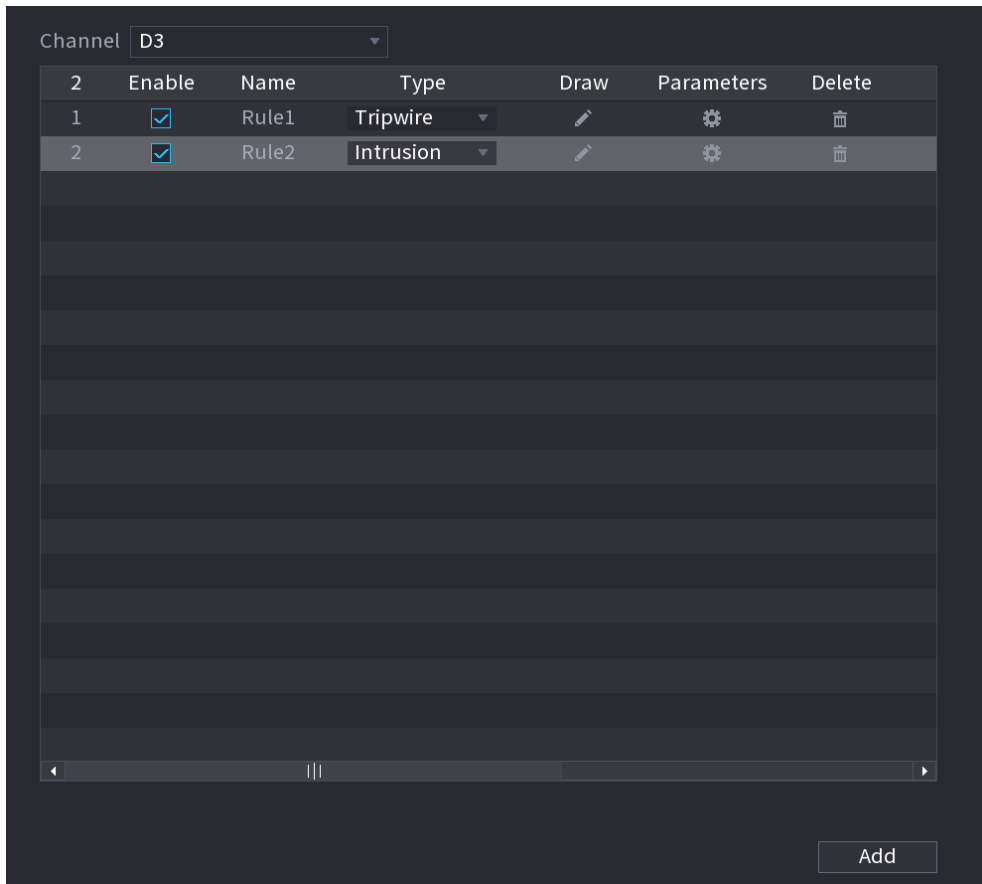 Channel D3
2 Enable Name Type Draw Parameters Delete
1 Rule1 Tripwire
2 Rule2 Intrusion
Add